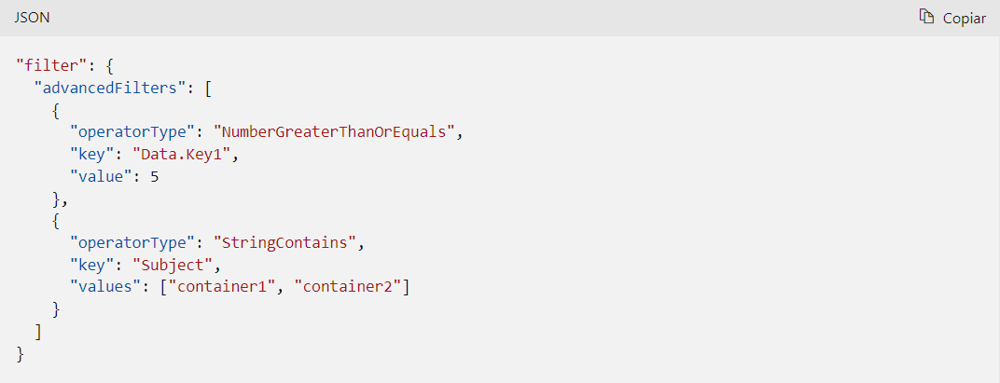 JSON
Copiar
"filter": {
  "advancedFilters": [
    {
      "operatorType": "NumberGreaterThanOrEquals",
      "key": "Data.Key1",
      "value": 5
    },
    {
      "operatorType": "StringContains",
      "key": "Subject",
      "values": ["container1", "container2"]
    }
  ]
}